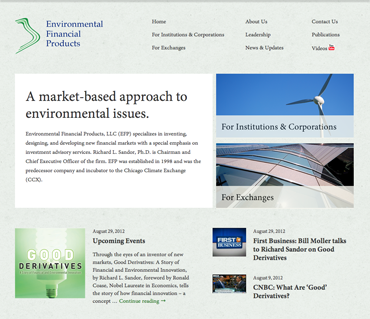 Environmental
Financial
Products
Home
About Us
Contact Us
For Institutions & Corporations
Leadership
Publications
For Exchanges
News & Updates
Videos
A market-based approach to
environmental issues.
Environmental Financial Products, LLC (EFP) specializes in inventing,
designing, and developing new financial markets with a special emphasis on
investment advisory services. Richard L. Sandor, Ph.D. is Chairman and
Chief Executive Officer of the firm. EFP was established in 1998 and was the
predecessor company and incubator to the Chicago Climate Exchange
(CCX).
For Institutions & Corporations
For Exchanges
GOOD
DERIVATIVES
August 29, 2012
Upcoming Events
Through the eyes of an inventor of new
markets, Good Derivatives: A Story of
Financial and Environmental Innovation,
by Richard L. Sandor, foreword by Ronald
Coase, Nobel Laureate in Economics, tells
the story of how financial innovation – a
concept … Continue reading →
FIRST
BUSINESS
August 29, 2012
First Business: Bill Moller talks
to Richard Sandor on Good
Derivatives
August 9, 2012
CNBC: What Are 'Good'
Derivatives?